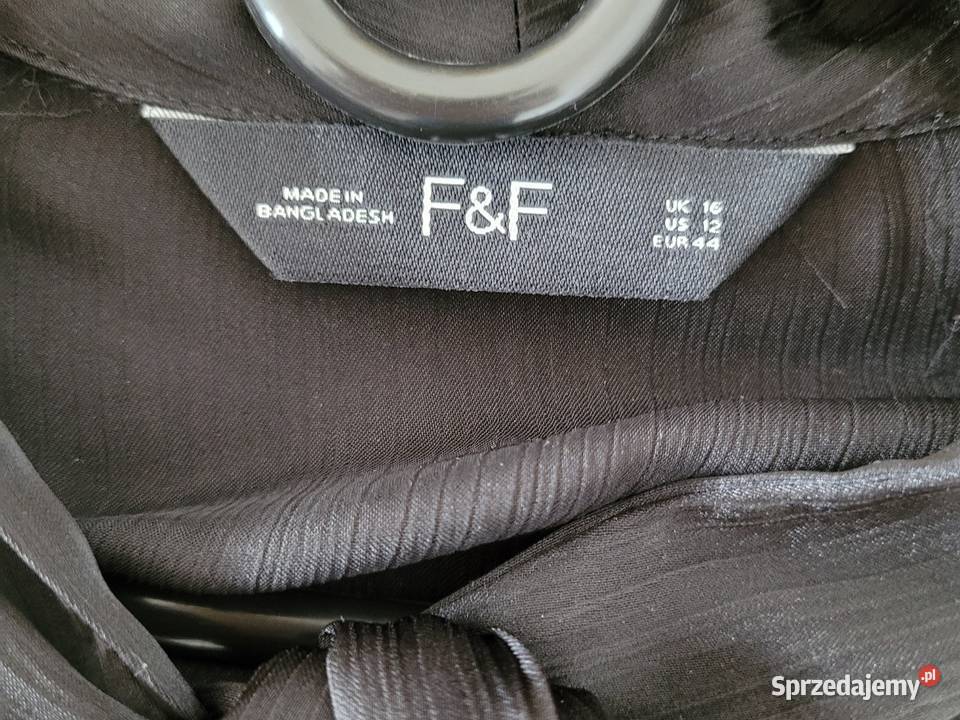 MADE IN
BANGLADESH
F&F
UK 16
US 12
EUR 44
Sprzedajemy.pl